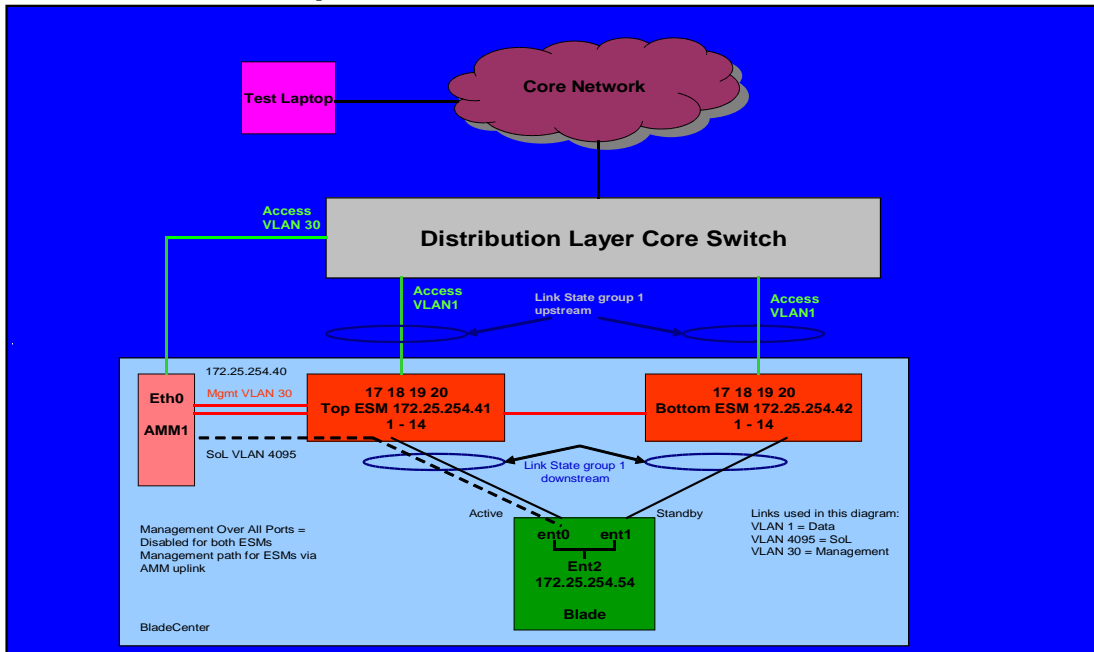 Core Network
Test Laptop
Access
VLAN 30
Distribution Layer Core Switch
Access
VLAN1
Link State group 1
upstream
Access
VLAN1
172.25.254.40
Eth0
AMM1
Mgmt VLAN 30
17 18 19 20
Top ESM 172.25.254.41
1 - 14
17 18 19 20
Bottom ESM 172.25.254.42
1 - 14
SoL VLAN 4095
Link State group 1
downstream
Active
Standby
ent0 ent1
Ent2
172.25.254.54
Blade
Management Over All Ports =
Disabled for both ESMs
Management path for ESMs via
AMM uplink
Links used in this diagram:
VLAN 1 = Data
VLAN 4095 = SoL
VLAN 30 = Management
BladeCenter